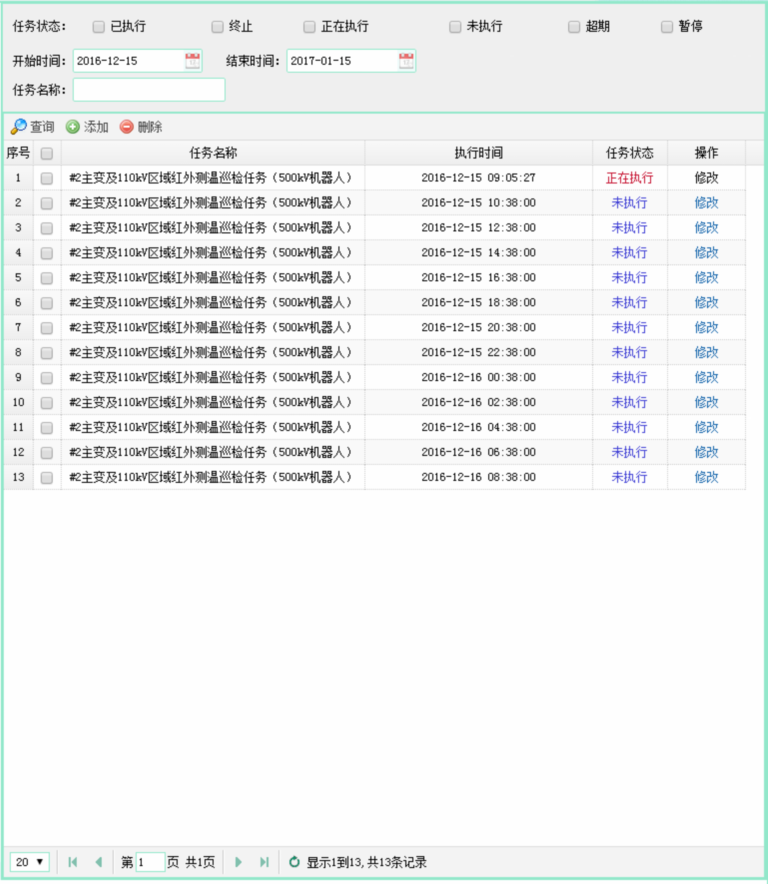 任务状态: 已执行 终止 正在执行 未执行 超期 暂停
开始时间: 2016-12-15 结束时间: 2017-01-15
任务名称:
查询 添加 删除
序号 任务名称 执行时间 任务状态 操作
1 #2主变及110kV区域红外测温巡检任务（500kV机器人） 2016-12-15 09:05:27 正在执行 修改
2 #2主变及110kV区域红外测温巡检任务（500kV机器人） 2016-12-15 10:38:00 未执行 修改
3 #2主变及110kV区域红外测温巡检任务（500kV机器人） 2016-12-15 12:38:00 未执行 修改
4 #2主变及110kV区域红外测温巡检任务（500kV机器人） 2016-12-15 14:38:00 未执行 修改
5 #2主变及110kV区域红外测温巡检任务（500kV机器人） 2016-12-15 16:38:00 未执行 修改
6 #2主变及110kV区域红外测温巡检任务（500kV机器人） 2016-12-15 18:38:00 未执行 修改
7 #2主变及110kV区域红外测温巡检任务（500kV机器人） 2016-12-15 20:38:00 未执行 修改
8 #2主变及110kV区域红外测温巡检任务（500kV机器人） 2016-12-15 22:38:00 未执行 修改
9 #2主变及110kV区域红外测温巡检任务（500kV机器人） 2016-12-16 00:38:00 未执行 修改
10 #2主变及110kV区域红外测温巡检任务（500kV机器人） 2016-12-16 02:38:00 未执行 修改
11 #2主变及110kV区域红外测温巡检任务（500kV机器人） 2016-12-16 04:38:00 未执行 修改
12 #2主变及110kV区域红外测温巡检任务（500kV机器人） 2016-12-16 06:38:00 未执行 修改
13 #2主变及110kV区域红外测温巡检任务（500kV机器人） 2016-12-16 08:38:00 未执行 修改
20 第 1 页 共1页 显示1到13,共13条记录